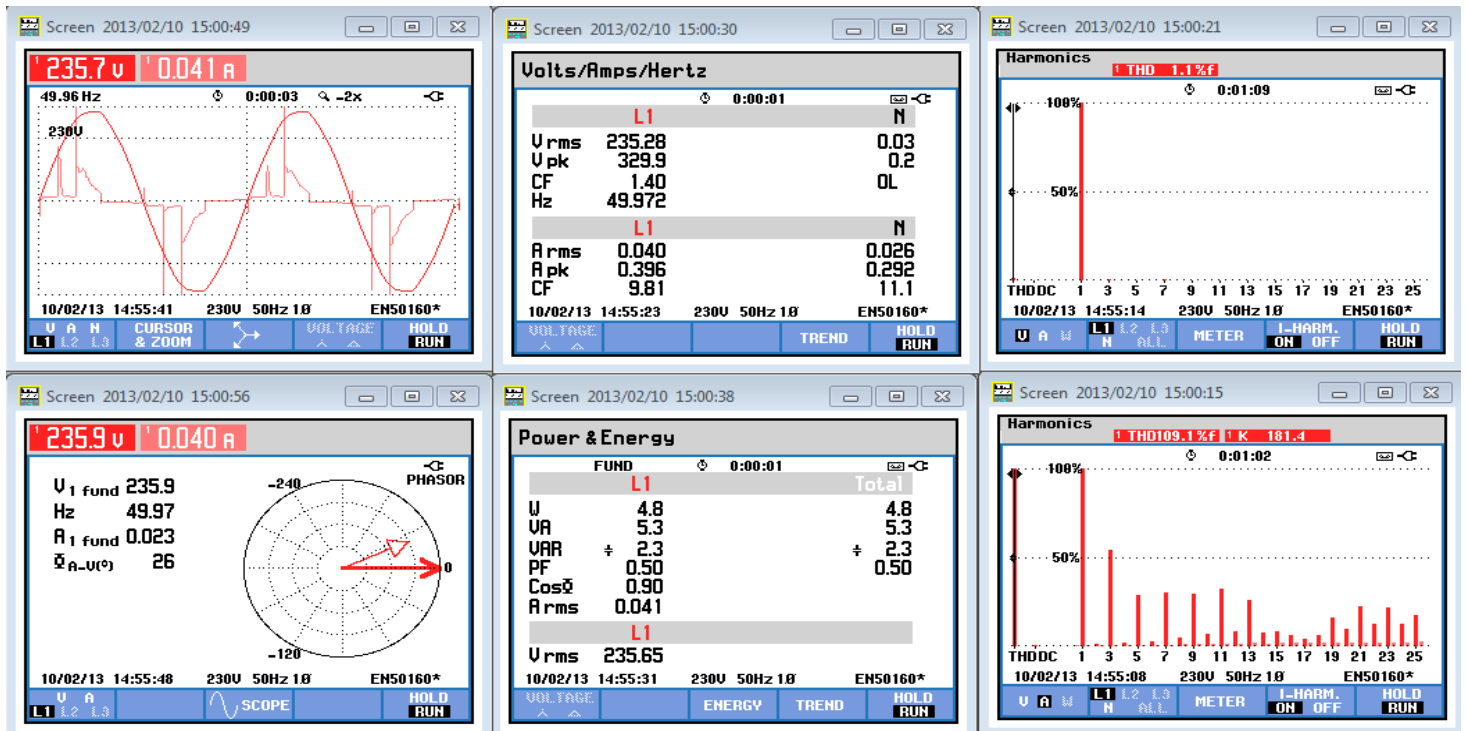 Screen 2013/02/10 15:00:49
1 235.7 V 1 0.041 A
49.96 Hz 0:00:03 -2x
230V
10/02/13 14:55:41 230V 50Hz 1Ø EN50160*
V A N CURSOR VOLTAGE HOLD
L1 L2 L3 & ZOOM RUN
Screen 2013/02/10 15:00:30
Volts/Amps/Hertz
0:00:01
L1 N
V rms 235.28 0.03
V pk 329.9 0.2
CF 1.40 OL
Hz 49.972
L1 N
A rms 0.040 0.026
A pk 0.396 0.292
CF 9.81 11.1
10/02/13 14:55:23 230V 50Hz 1Ø EN50160*
VOLTAGE TREND HOLD
RUN
Screen 2013/02/10 15:00:21
Harmonics
1 THD 1.1%f
0:01:09
100%
50%
THDDC 1 3 5 7 9 11 13 15 17 19 21 23 25
10/02/13 14:55:14 230V 50Hz 1Ø EN50160*
V A W L1 L2 L3 METER I-HARM. HOLD
N ALL ON OFF RUN
Screen 2013/02/10 15:00:56
1 235.9 V 1 0.040 A
PHASOR
V1 fund 235.9
-240
Hz 49.97
A1 fund 0.023
ΦA-V(°) 26
0
-120
10/02/13 14:55:48 230V 50Hz 1Ø EN50160*
V A SCOPE HOLD
L1 L2 L3 RUN
Screen 2013/02/10 15:00:38
Power & Energy
FUND 0:00:01
L1 Total
W 4.8 4.8
VA 5.3 5.3
VAR 2.3 2.3
PF 0.50 0.50
CosΦ 0.90
A rms 0.041
L1
V rms 235.65
10/02/13 14:55:31 230V 50Hz 1Ø EN50160*
VOLTAGE ENERGY TREND HOLD
RUN
Screen 2013/02/10 15:00:15
Harmonics
1 THD109.1%f 1 K 181.4
0:01:02
100%
50%
THDDC 1 3 5 7 9 11 13 15 17 19 21 23 25
10/02/13 14:55:08 230V 50Hz 1Ø EN50160*
V A W L1 L2 L3 METER I-HARM. HOLD
N ALL ON OFF RUN